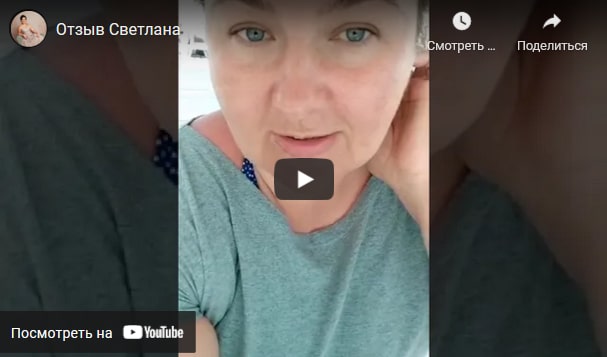 Отзыв Светлана.
Смотреть ...
Поделиться
Посмотреть на YouTube